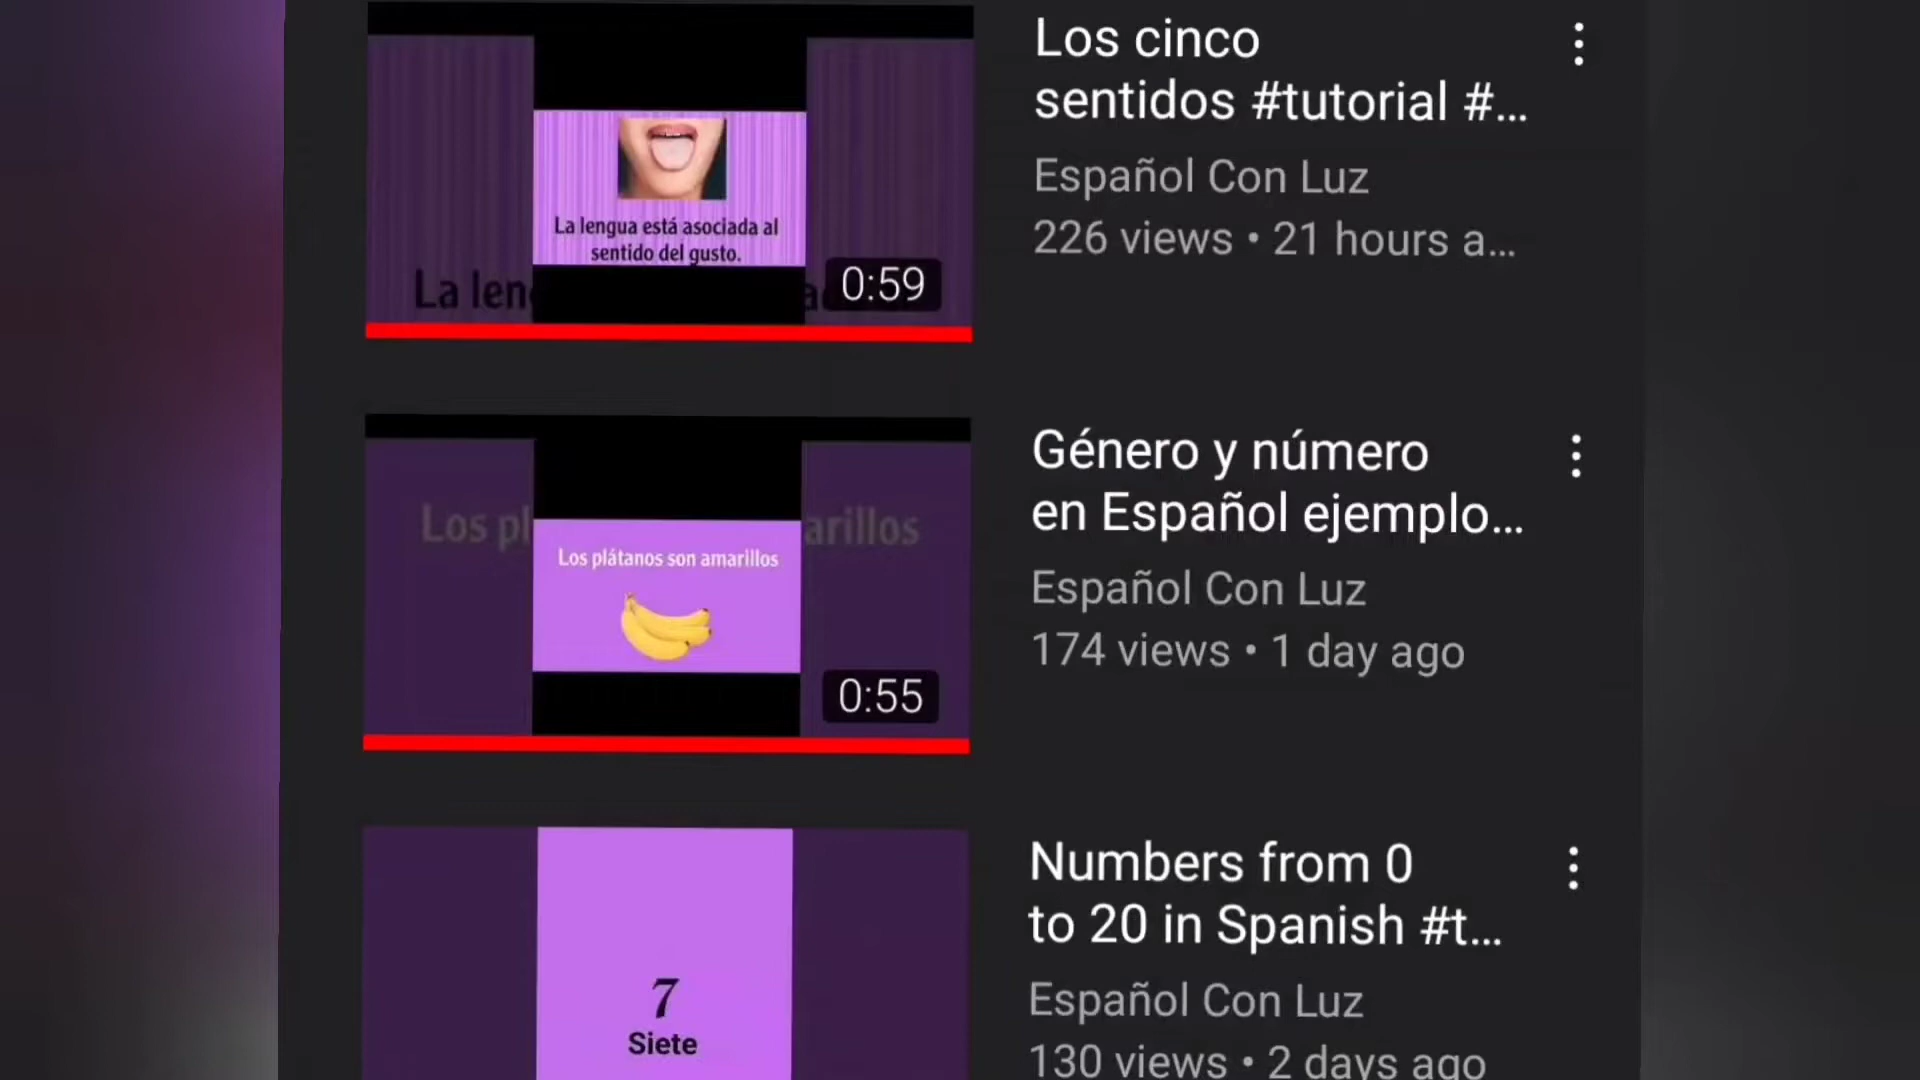 Los cinco
sentidos #tutorial #...
Español Con Luz
226 views • 21 hours a...
La lengua está asociada al
sentido del gusto.
La len
0:59
Género y número
en Español ejemplo...
Español Con Luz
174 views • 1 day ago
Los pl
arillos
Los plátanos son amarillos
0:55
Numbers from 0
to 20 in Spanish #t...
Español Con Luz
130 views • 2 days ago
7
Siete